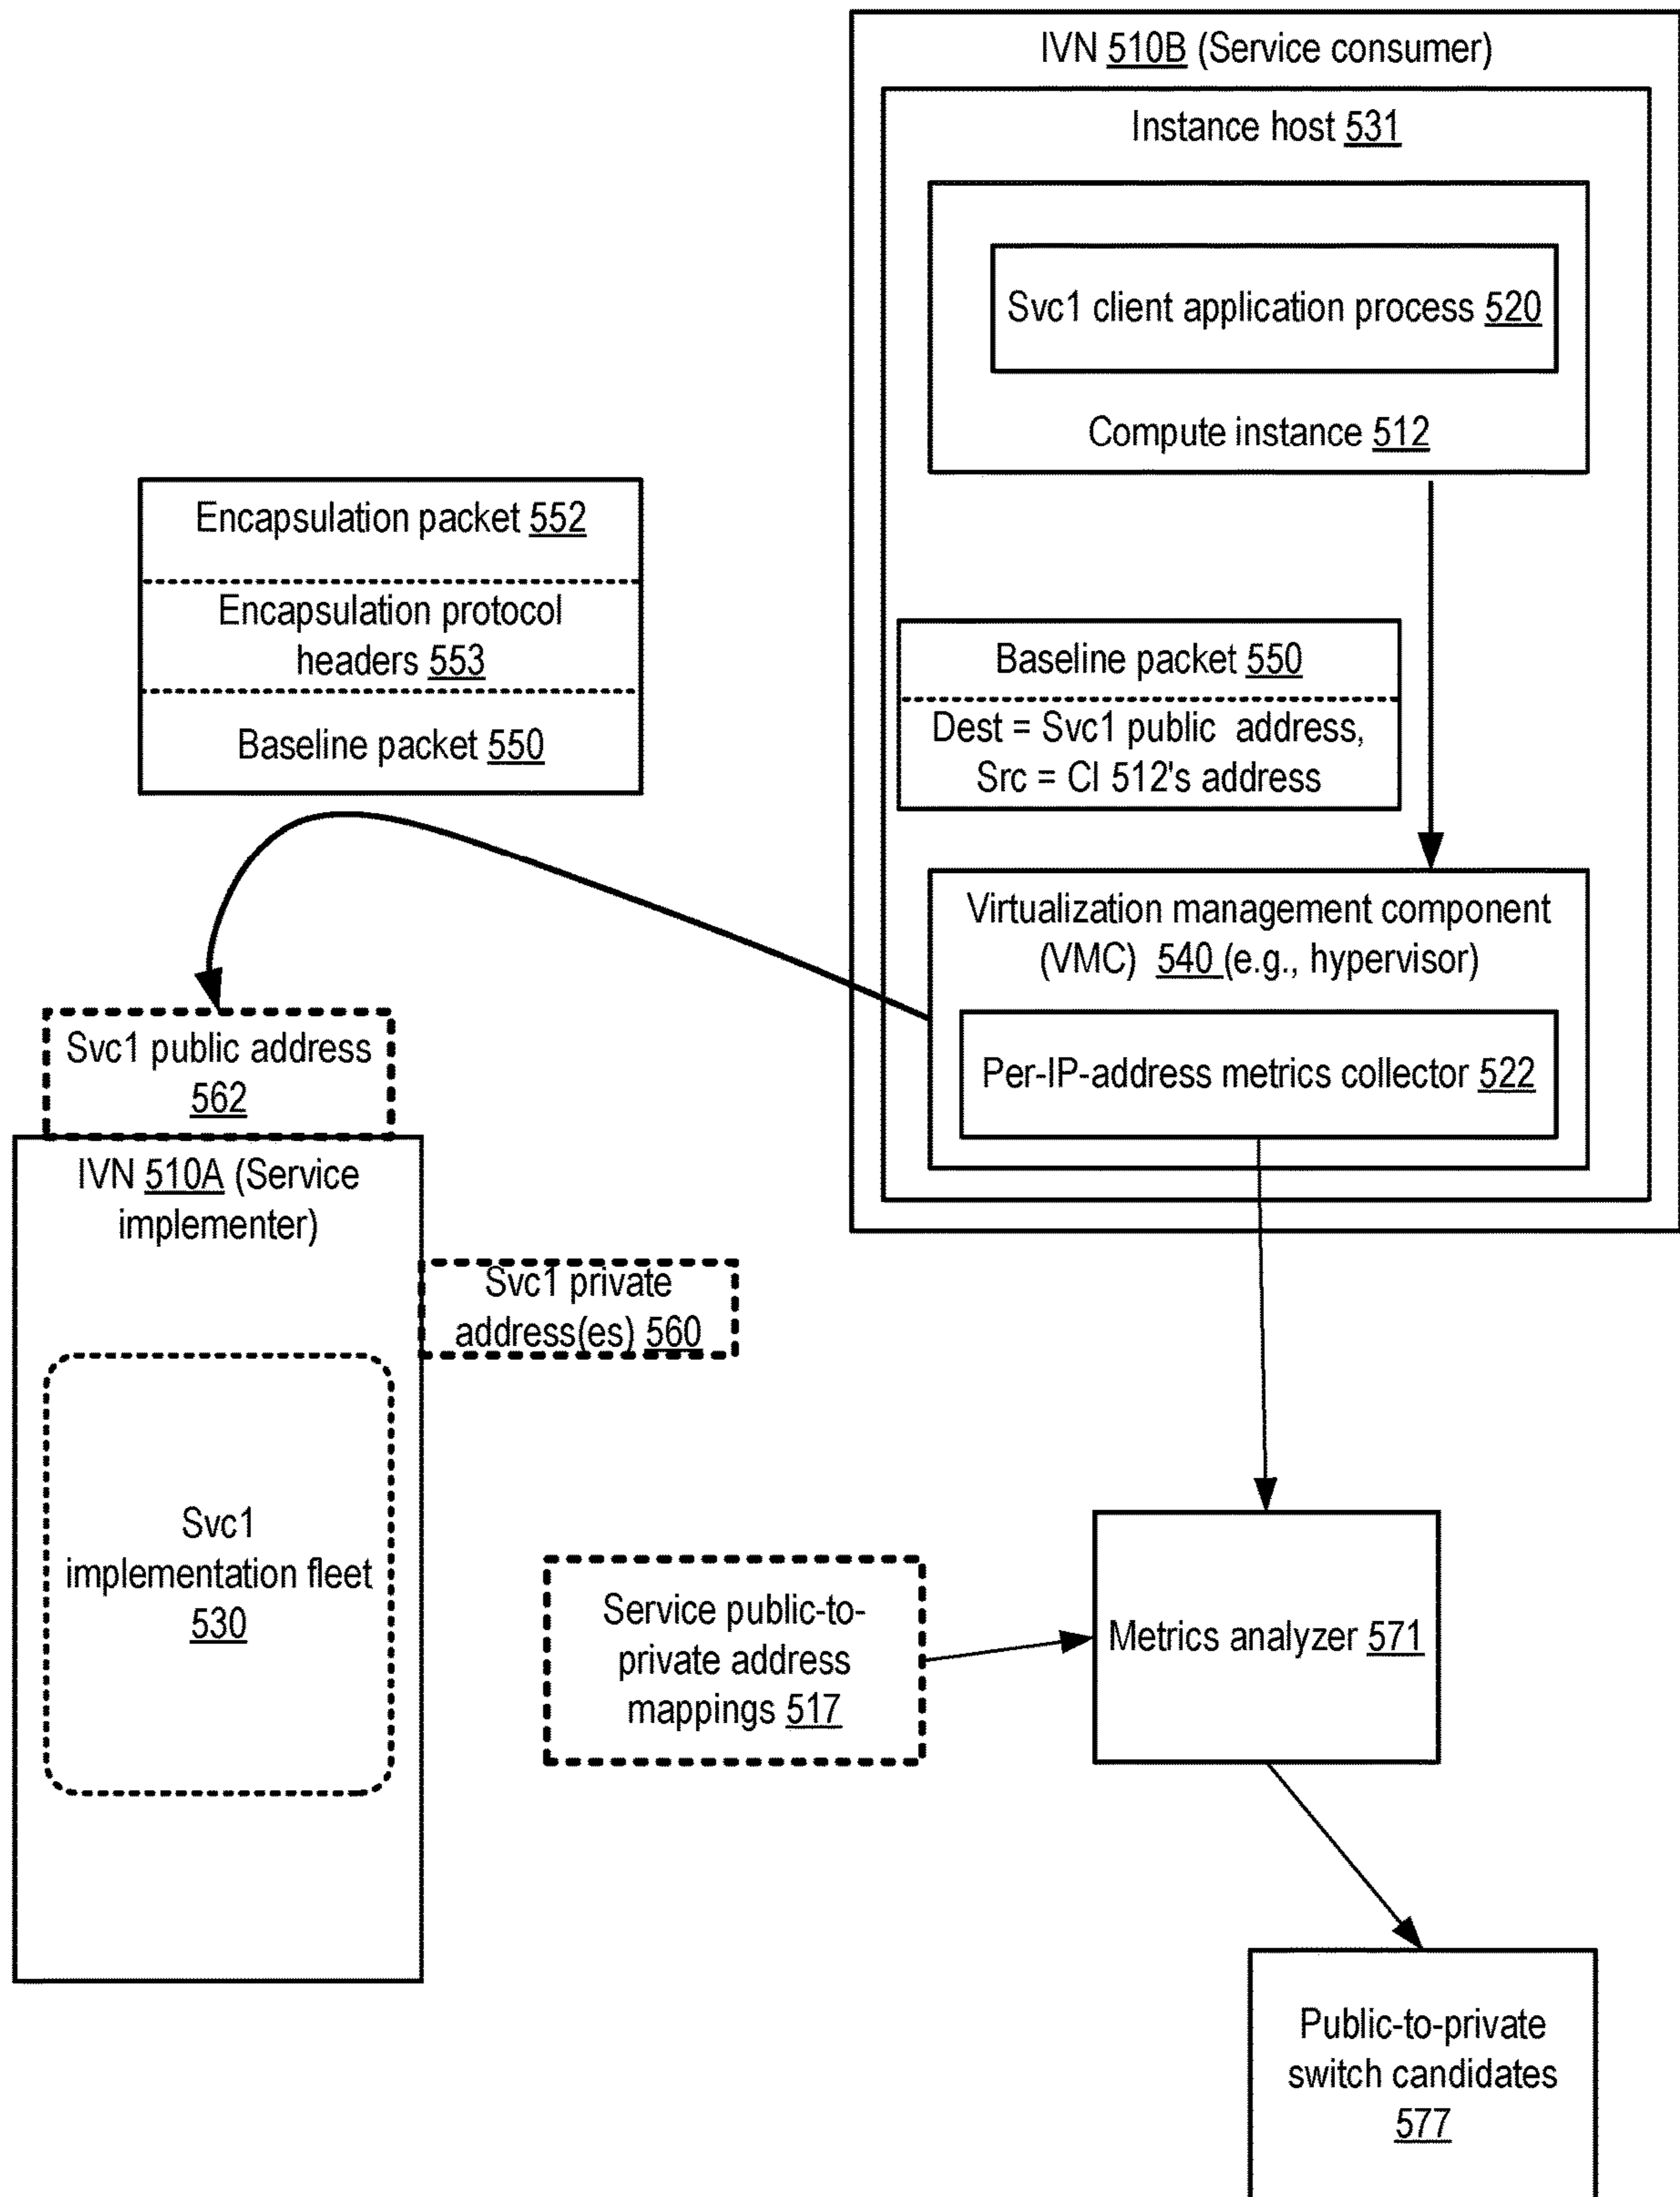 IVN 510B (Service consumer)
Instance host 531
Svc1 client application process 520
Compute instance 512
Encapsulation packet 552
Encapsulation protocol
headers 553
Baseline packet 550
Baseline packet 550
Dest = Svc1 public address,
Src = CI 512's address
Virtualization management component
(VMC) 540 (e.g., hypervisor)
Per-IP-address metrics collector 522
Svc1 public address
562
IVN 510A (Service
implementer)
Svc1 private
address(es) 560
Svc1
implementation fleet
530
Service public-to-
private address
mappings 517
Metrics analyzer 571
Public-to-private
switch candidates
577